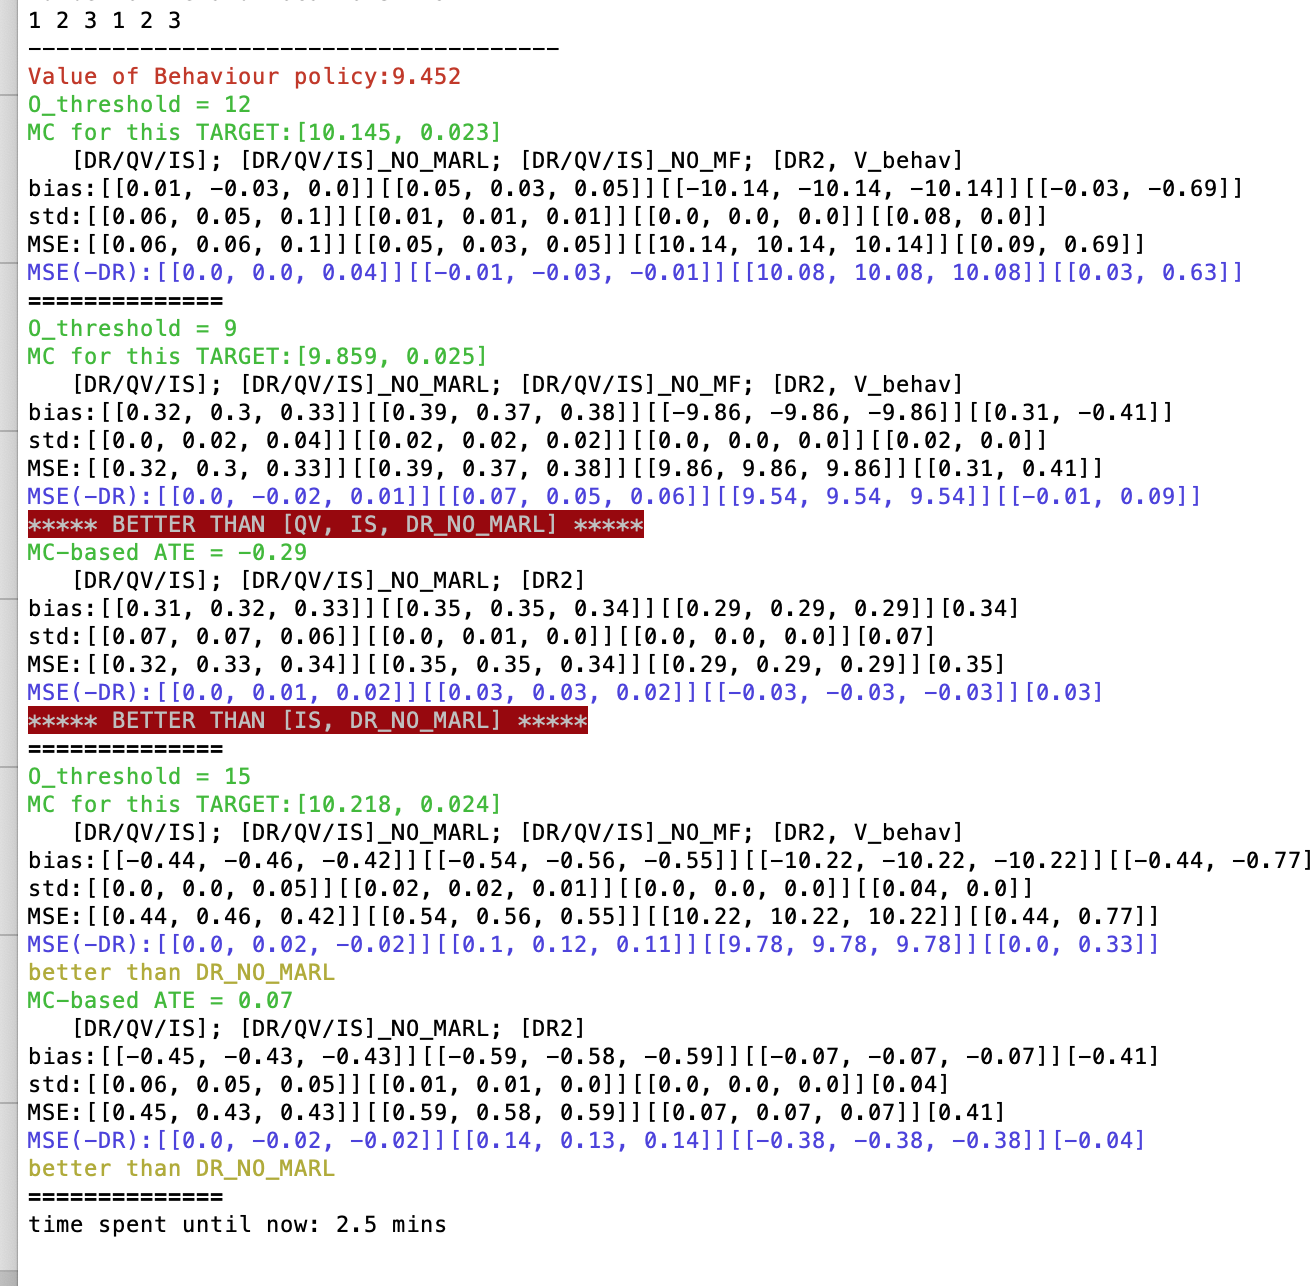 1 2 3 1 2 3
--------------------------------------
Value of Behaviour policy:9.452
O_threshold = 12
MC for this TARGET:[10.145, 0.023]
[DR/QV/IS]; [DR/QV/IS]_NO_MARL; [DR/QV/IS]_NO_MF; [DR2, V_behav]
bias:[[0.01, -0.03, 0.0]][[0.05, 0.03, 0.05]][[-10.14, -10.14, -10.14]][[-0.03, -0.69]]
std:[[0.06, 0.05, 0.1]][[0.01, 0.01, 0.01]][[0.0, 0.0, 0.0]][[0.08, 0.0]]
MSE:[[0.06, 0.06, 0.1]][[0.05, 0.03, 0.05]][[10.14, 10.14, 10.14]][[0.09, 0.69]]
MSE(-DR):[[0.0, 0.0, 0.04]][[-0.01, -0.03, -0.01]][[10.08, 10.08, 10.08]][[0.03, 0.63]]
==============
O_threshold = 9
MC for this TARGET:[9.859, 0.025]
[DR/QV/IS]; [DR/QV/IS]_NO_MARL; [DR/QV/IS]_NO_MF; [DR2, V_behav]
bias:[[0.32, 0.3, 0.33]][[0.39, 0.37, 0.38]][[-9.86, -9.86, -9.86]][[0.31, -0.41]]
std:[[0.0, 0.02, 0.04]][[0.02, 0.02, 0.02]][[0.0, 0.0, 0.0]][[0.02, 0.0]]
MSE:[[0.32, 0.3, 0.33]][[0.39, 0.37, 0.38]][[9.86, 9.86, 9.86]][[0.31, 0.41]]
MSE(-DR):[[0.0, -0.02, 0.01]][[0.07, 0.05, 0.06]][[9.54, 9.54, 9.54]][[-0.01, 0.09]]
***** BETTER THAN [QV, IS, DR_NO_MARL] *****
MC-based ATE = -0.29
[DR/QV/IS]; [DR/QV/IS]_NO_MARL; [DR2]
bias:[[0.31, 0.32, 0.33]][[0.35, 0.35, 0.34]][[0.29, 0.29, 0.29]][0.34]
std:[[0.07, 0.07, 0.06]][[0.0, 0.01, 0.0]][[0.0, 0.0, 0.0]][0.07]
MSE:[[0.32, 0.33, 0.34]][[0.35, 0.35, 0.34]][[0.29, 0.29, 0.29]][0.35]
MSE(-DR):[[0.0, 0.01, 0.02]][[0.03, 0.03, 0.02]][[-0.03, -0.03, -0.03]][0.03]
***** BETTER THAN [IS, DR_NO_MARL] *****
==============
O_threshold = 15
MC for this TARGET:[10.218, 0.024]
[DR/QV/IS]; [DR/QV/IS]_NO_MARL; [DR/QV/IS]_NO_MF; [DR2, V_behav]
bias:[[-0.44, -0.46, -0.42]][[-0.54, -0.56, -0.55]][[-10.22, -10.22, -10.22]][[-0.44, -0.77]
std:[[0.0, 0.0, 0.05]][[0.02, 0.02, 0.01]][[0.0, 0.0, 0.0]][[0.04, 0.0]]
MSE:[[0.44, 0.46, 0.42]][[0.54, 0.56, 0.55]][[10.22, 10.22, 10.22]][[0.44, 0.77]]
MSE(-DR):[[0.0, 0.02, -0.02]][[0.1, 0.12, 0.11]][[9.78, 9.78, 9.78]][[0.0, 0.33]]
better than DR_NO_MARL
MC-based ATE = 0.07
[DR/QV/IS]; [DR/QV/IS]_NO_MARL; [DR2]
bias:[[-0.45, -0.43, -0.43]][[-0.59, -0.58, -0.59]][[-0.07, -0.07, -0.07]][-0.41]
std:[[0.06, 0.05, 0.05]][[0.01, 0.01, 0.0]][[0.0, 0.0, 0.0]][0.04]
MSE:[[0.45, 0.43, 0.43]][[0.59, 0.58, 0.59]][[0.07, 0.07, 0.07]][0.41]
MSE(-DR):[[0.0, -0.02, -0.02]][[0.14, 0.13, 0.14]][[-0.38, -0.38, -0.38]][-0.04]
better than DR_NO_MARL
==============
time spent until now: 2.5 mins